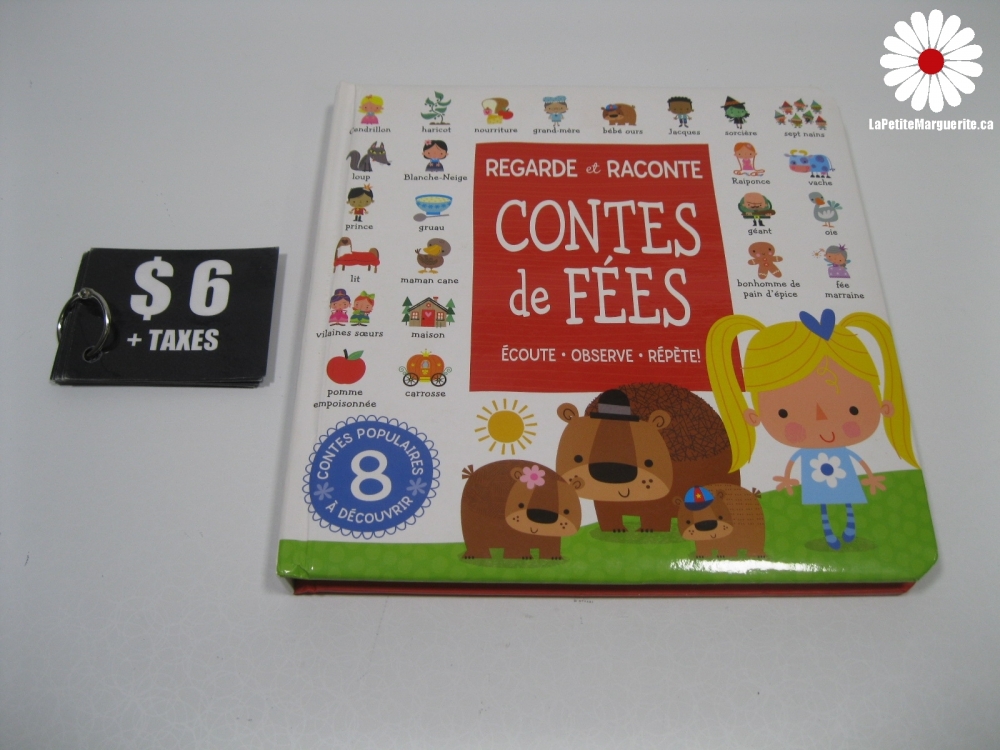 LaPetiteMarguerite.ca
$ 6
+ TAXES
Cendrillon haricot nourriture grand-mère bébé ours Jacques sorcière sept nains
loup Blanche-Neige
Raiponce vache
prince gruau
géant oie
lit maman cane
bonhomme de pain d'épice
fée marraine
vilaines sœurs maison
pomme empoisonnée
carrosse
REGARDE et RACONTE
CONTES
de FÉES
ÉCOUTE • OBSERVE • RÉPÈTE!
CONTES POPULAIRES
8
À DÉCOUVRIR